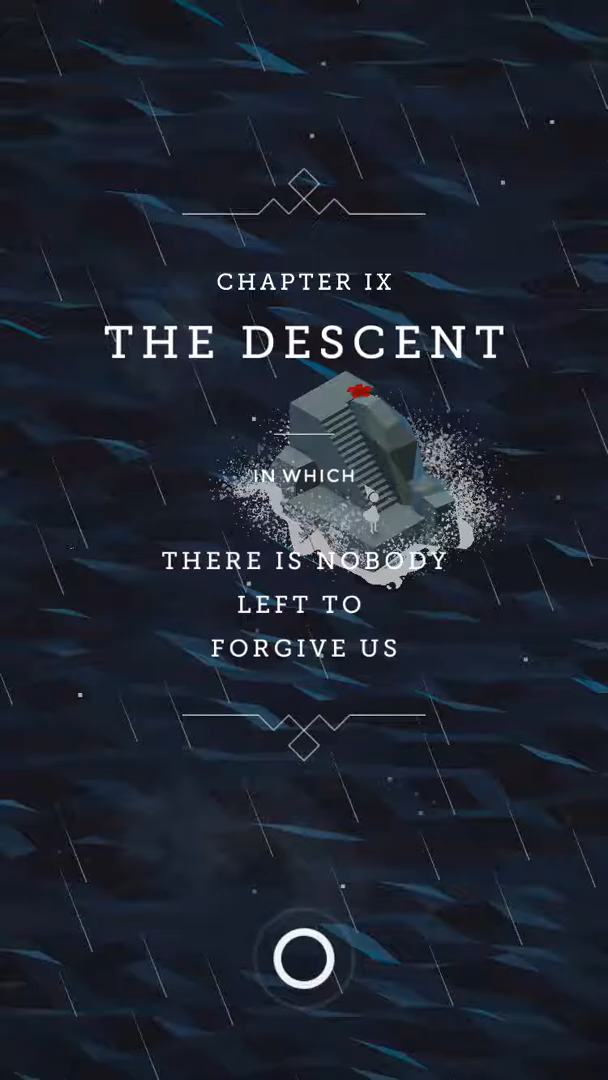 CHAPTER IX
THE DESCENT
IN WHICH
THERE IS NOBODY
LEFT TO
FORGIVE US